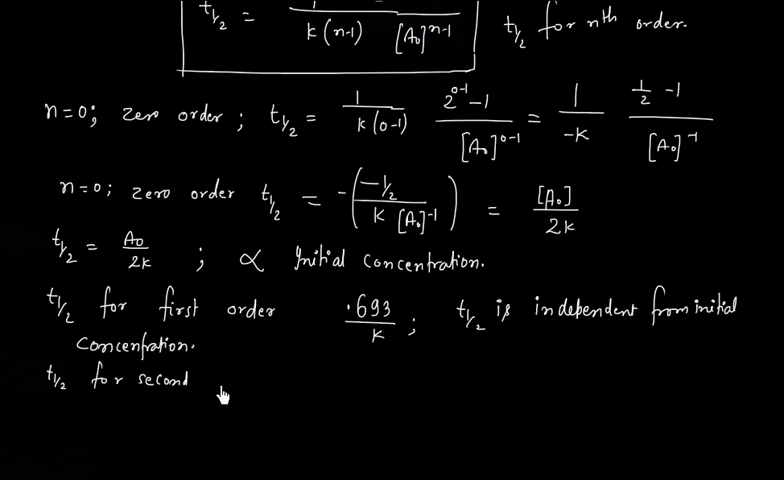 t½ = 1 / k(n-1) [A₀]ⁿ⁻¹ t½ for nth order.
n=0; zero order; t½ = 1 / k(0-1) 2⁰⁻¹-1 / [A₀]⁰⁻¹ = 1 / -k ½ -1 / [A₀]⁻¹
n=0; zero order t½ = -(-½ / k [A₀]⁻¹) = [A₀] / 2k
t½ = A₀ / 2k ; ∝ Initial Concentration.
t½ for first order .693 / k ; t½ is independent from initial
Concentration.
t½ for second